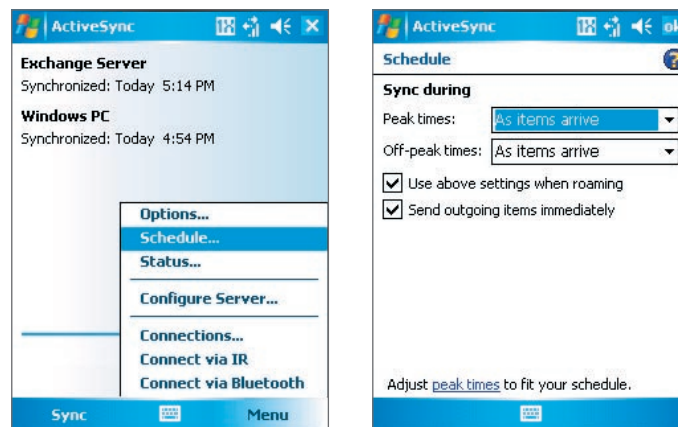 ActiveSync
Exchange Server
Synchronized: Today 5:14 PM
Windows PC
Synchronized: Today 4:54 PM
Options...
Schedule...
Status...
Configure Server...
Connections...
Connect via IR
Connect via Bluetooth
Sync
Menu
ActiveSync
ok
Schedule
Sync during
Peak times: As items arrive
Off-peak times: As items arrive
Use above settings when roaming
Send outgoing items immediately
Adjust peak times to fit your schedule.